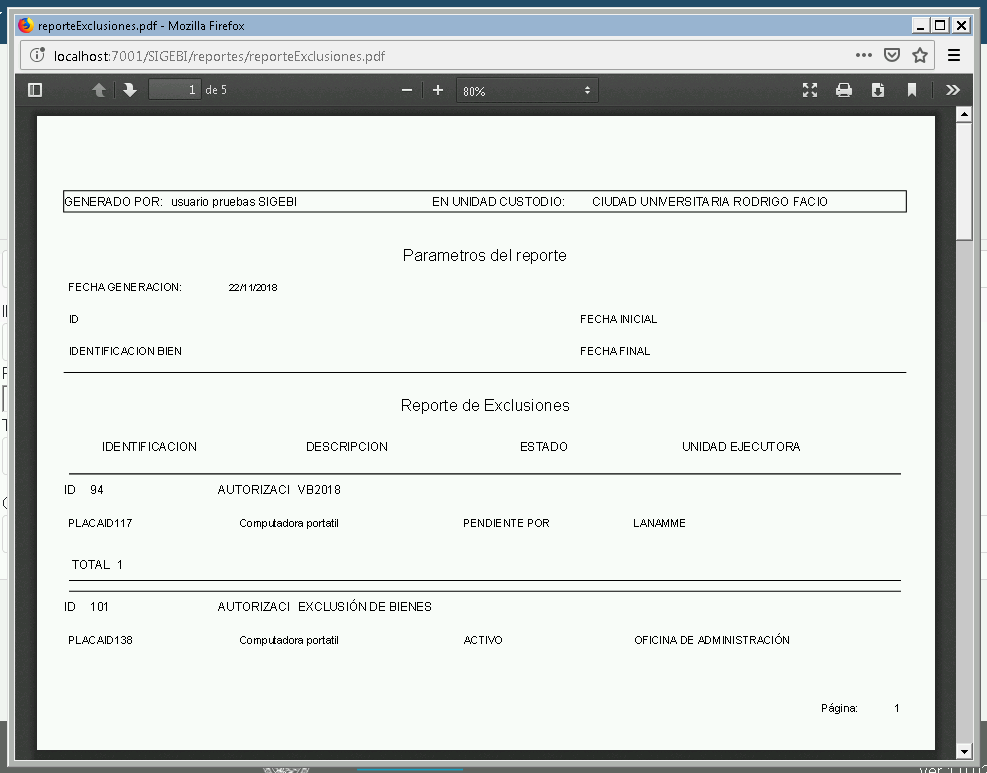 reporteExclusiones.pdf - Mozilla Firefox
localhost:7001/SIGEBI/reportes/reporteExclusiones.pdf
1 de 5 80%
GENERADO POR: usuario pruebas SIGEBI EN UNIDAD CUSTODIO: CIUDAD UNIVERSITARIA RODRIGO FACIO
Parametros del reporte
FECHA GENERACION: 22/11/2018
ID FECHA INICIAL
IDENTIFICACION BIEN FECHA FINAL
Reporte de Exclusiones
IDENTIFICACION DESCRIPCION ESTADO UNIDAD EJECUTORA
ID 94 AUTORIZACI VB2018
PLACAID117 Computadora portatil PENDIENTE POR LANAMME
TOTAL 1
ID 101 AUTORIZACI EXCLUSIÓN DE BIENES
PLACAID138 Computadora portatil ACTIVO OFICINA DE ADMINISTRACIÓN
Página: 1